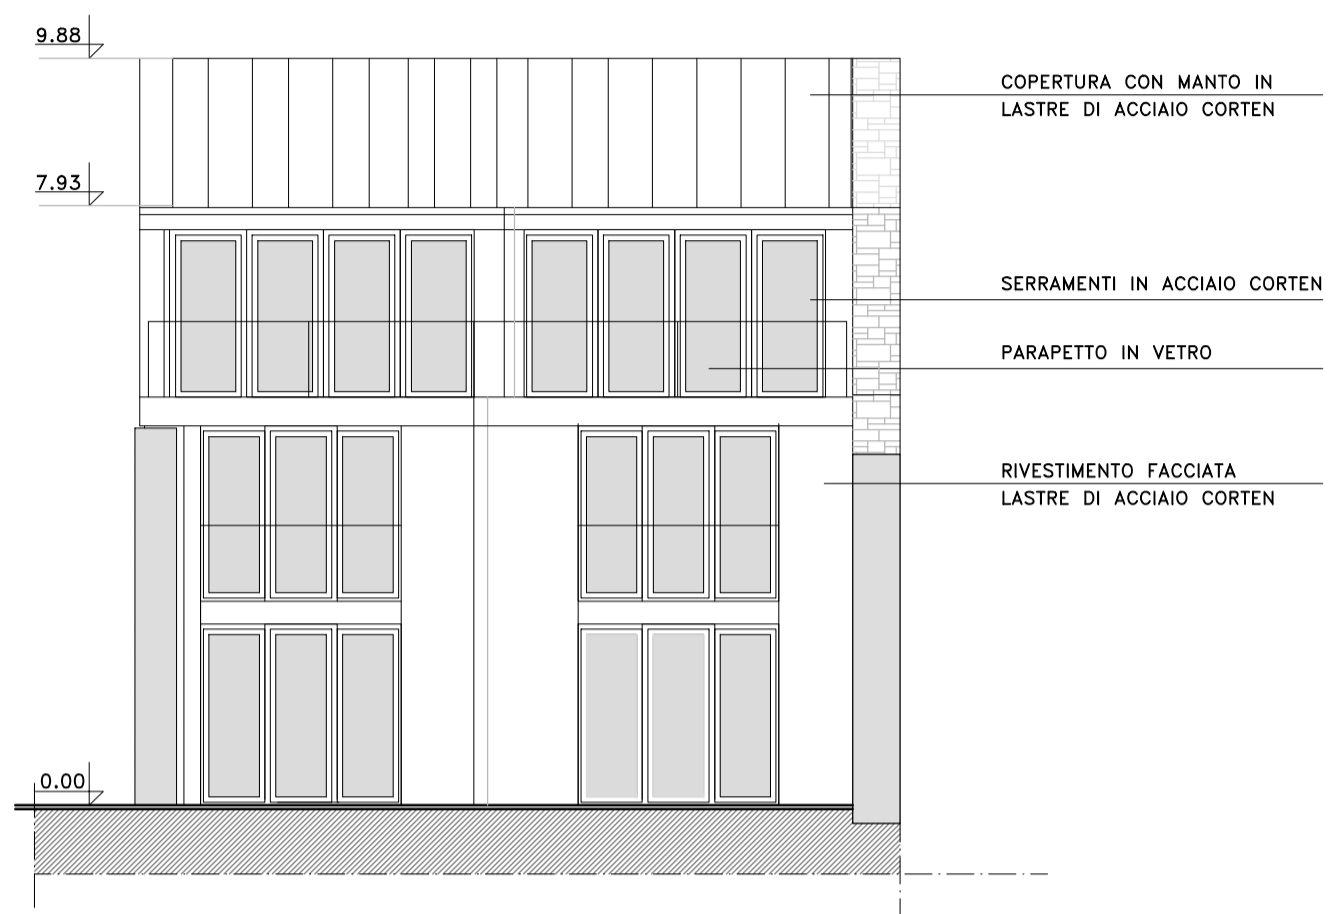 9.88
COPERTURA CON MANTO IN
LASTRE DI ACCIAIO CORTEN
7.93
SERRAMENTI IN ACCIAIO CORTEN
PARAPETTO IN VETRO
RIVESTIMENTO FACCIATA
LASTRE DI ACCIAIO CORTEN
0.00